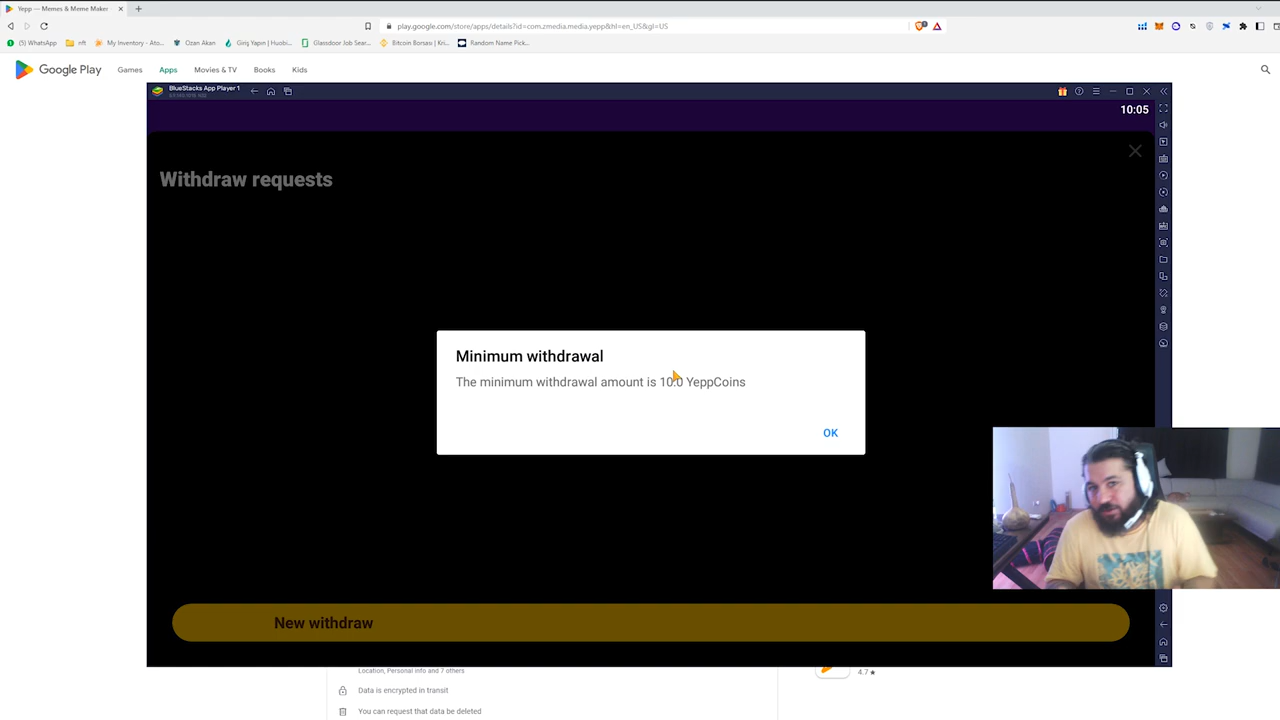 Yepp — Memes & Meme Maker
play.google.com/store/apps/details?id=com.zmedia.media.yepp&hl=en_US&gl=US
(5) WhatsApp
nft
My Inventory - Ato...
Ozan Akan
Giriş Yapın | Huobi...
Glassdoor Job Sear...
Bitcoin Borsası | Kri...
Random Name Pick...
Google Play
Games
Apps
Movies & TV
Books
Kids
BlueStacks App Player 1
10:05
Withdraw requests
Minimum withdrawal
The minimum withdrawal amount is 10.0 YeppCoins
OK
New withdraw
Location, Personal info and 7 others
4.7★
Data is encrypted in transit
You can request that data be deleted